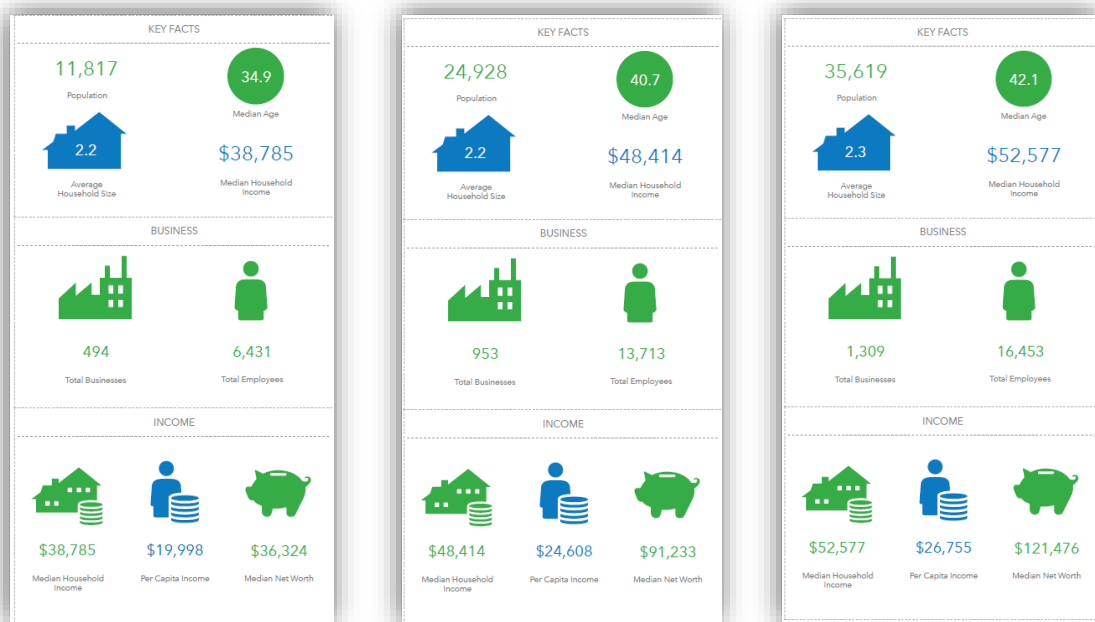 KEY FACTS
11,817
Population
34.9
Median Age
2.2
Average
Household Size
$38,785
Median Household
Income
BUSINESS
494
Total Businesses
6,431
Total Employees
INCOME
$38,785
Median Household
Income
$19,998
Per Capita Income
$36,324
Median Net Worth
KEY FACTS
24,928
Population
40.7
Median Age
2.2
Average
Household Size
$48,414
Median Household
Income
BUSINESS
953
Total Businesses
13,713
Total Employees
INCOME
$48,414
Median Household
Income
$24,608
Per Capita Income
$91,233
Median Net Worth
KEY FACTS
35,619
Population
42.1
Median Age
2.3
Average
Household Size
$52,577
Median Household
Income
BUSINESS
1,309
Total Businesses
16,453
Total Employees
INCOME
$52,577
Median Household
Income
$26,755
Per Capita Income
$121,476
Median Net Worth